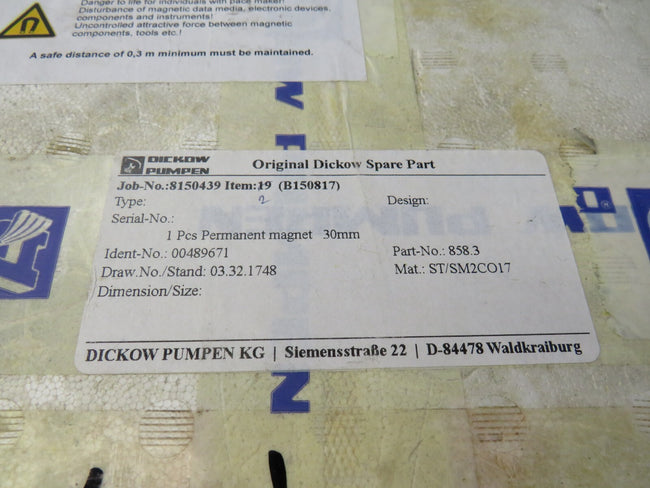 Danger to life for individuals with pace maker!
Disturbance of magnetic data media, electronic devices,
components and instruments!
Uncontrolled attractive force between magnetic
components, tools etc.!
A safe distance of 0,3 m minimum must be maintained.
DICKOW
PUMPEN
Original Dickow Spare Part
Job-No.:8150439 Item:19 (B150817)
Type: 2 Design:
Serial-No.:
1 Pcs Permanent magnet 30mm
Ident-No.: 00489671 Part-No.: 858.3
Draw.No./Stand: 03.32.1748 Mat.: ST/SM2CO17
Dimension/Size:
DICKOW PUMPEN KG | Siemensstraße 22 | D-84478 Waldkraiburg